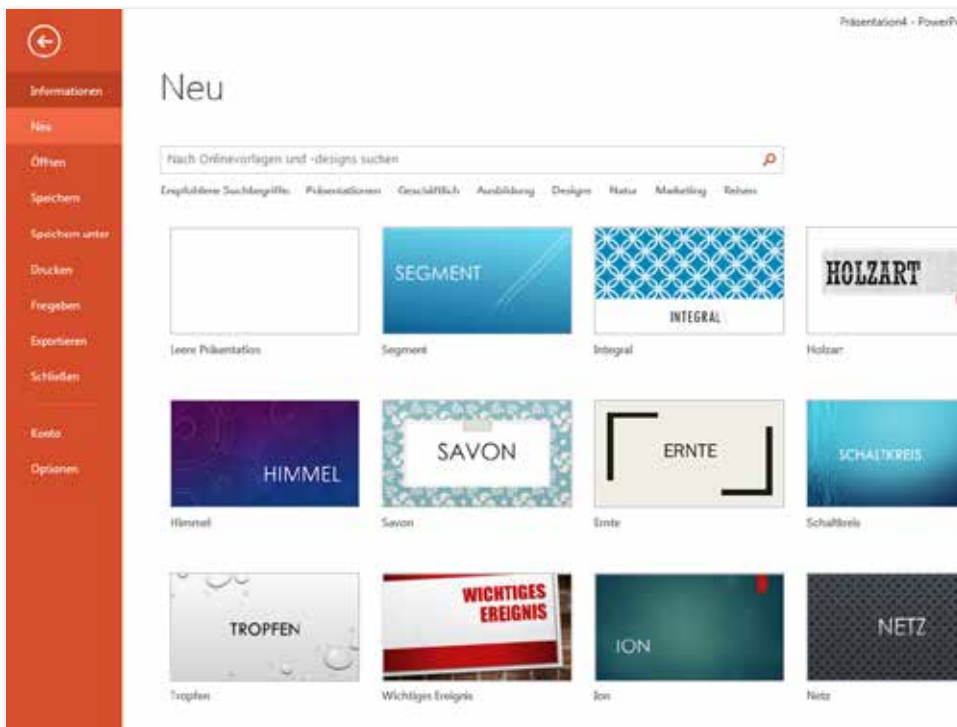 Präsentation4 - PowerP
Informationen
Neu
Öffnen
Speichern
Speichern unter
Drucken
Freigeben
Exportieren
Schließen
Konto
Optionen
Neu
Nach Onlinevorlagen und -designs suchen
Empfohlene Suchbegriffe: Präsentationen Geschäftlich Ausbildung Designs Natur Marketing Reisen
SEGMENT
INTEGRAL
HOLZART
Leere Präsentation Segment Integral Holzart
HIMMEL
SAVON
ERNTE
SCHALTKREIS
Himmel Savon Ernte Schaltkreis
TROPFEN
WICHTIGES
EREIGNIS
ION
NETZ
Tropfen Wichtiges Ereignis Ion Netz